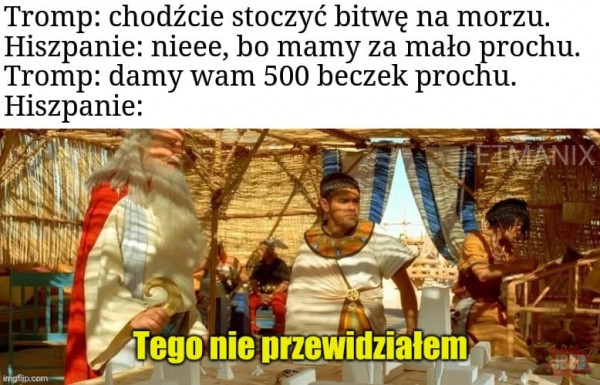 Tromp: chodźcie stoczyć bitwę na morzu.
Hiszpanie: nieee, bo mamy za mało prochu.
Tromp: damy wam 500 beczek prochu.
Hiszpanie:
LETMANIX
Tego nie przewidziałem
imgflip.com